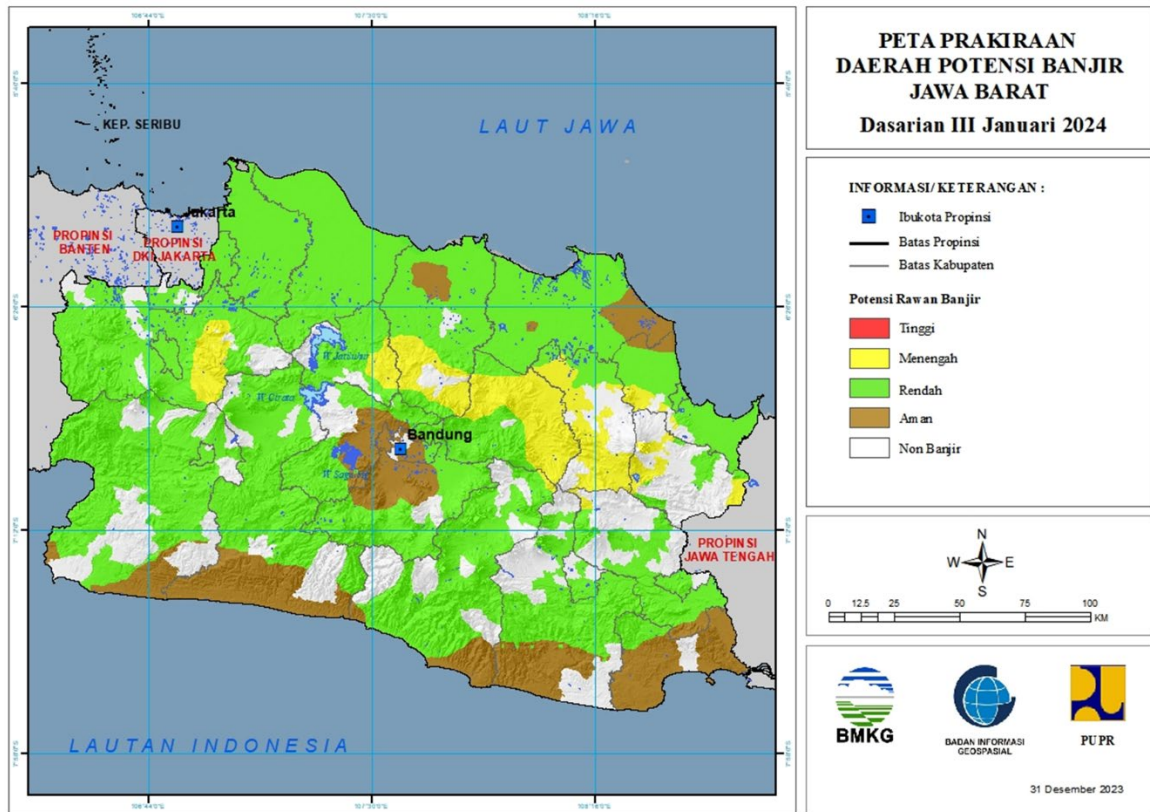 PETA PRAKIRAAN
DAERAH POTENSI BANJIR
JAWA BARAT
Dasarian III Januari 2024
INFORMASI/ KETERANGAN :
Ibukota Propinsi
Batas Propinsi
Batas Kabupaten
Potensi Rawan Banjir
Tinggi
Menengah
Rendah
Aman
Non Banjir
N
W E
S
0 12.5 25 50 75 100
KM
BMKG
BADAN INFORMASI
GEOSPASIAL
PUPR
31 Desember 2023
KEP. SERIBU
LAUT JAWA
Jakarta
PROPINSI
BANTEN
PROPINSI
DKI JAKARTA
W Cirata
Bandung
PROPINSI
JAWA TENGAH
LAUTAN INDONESIA